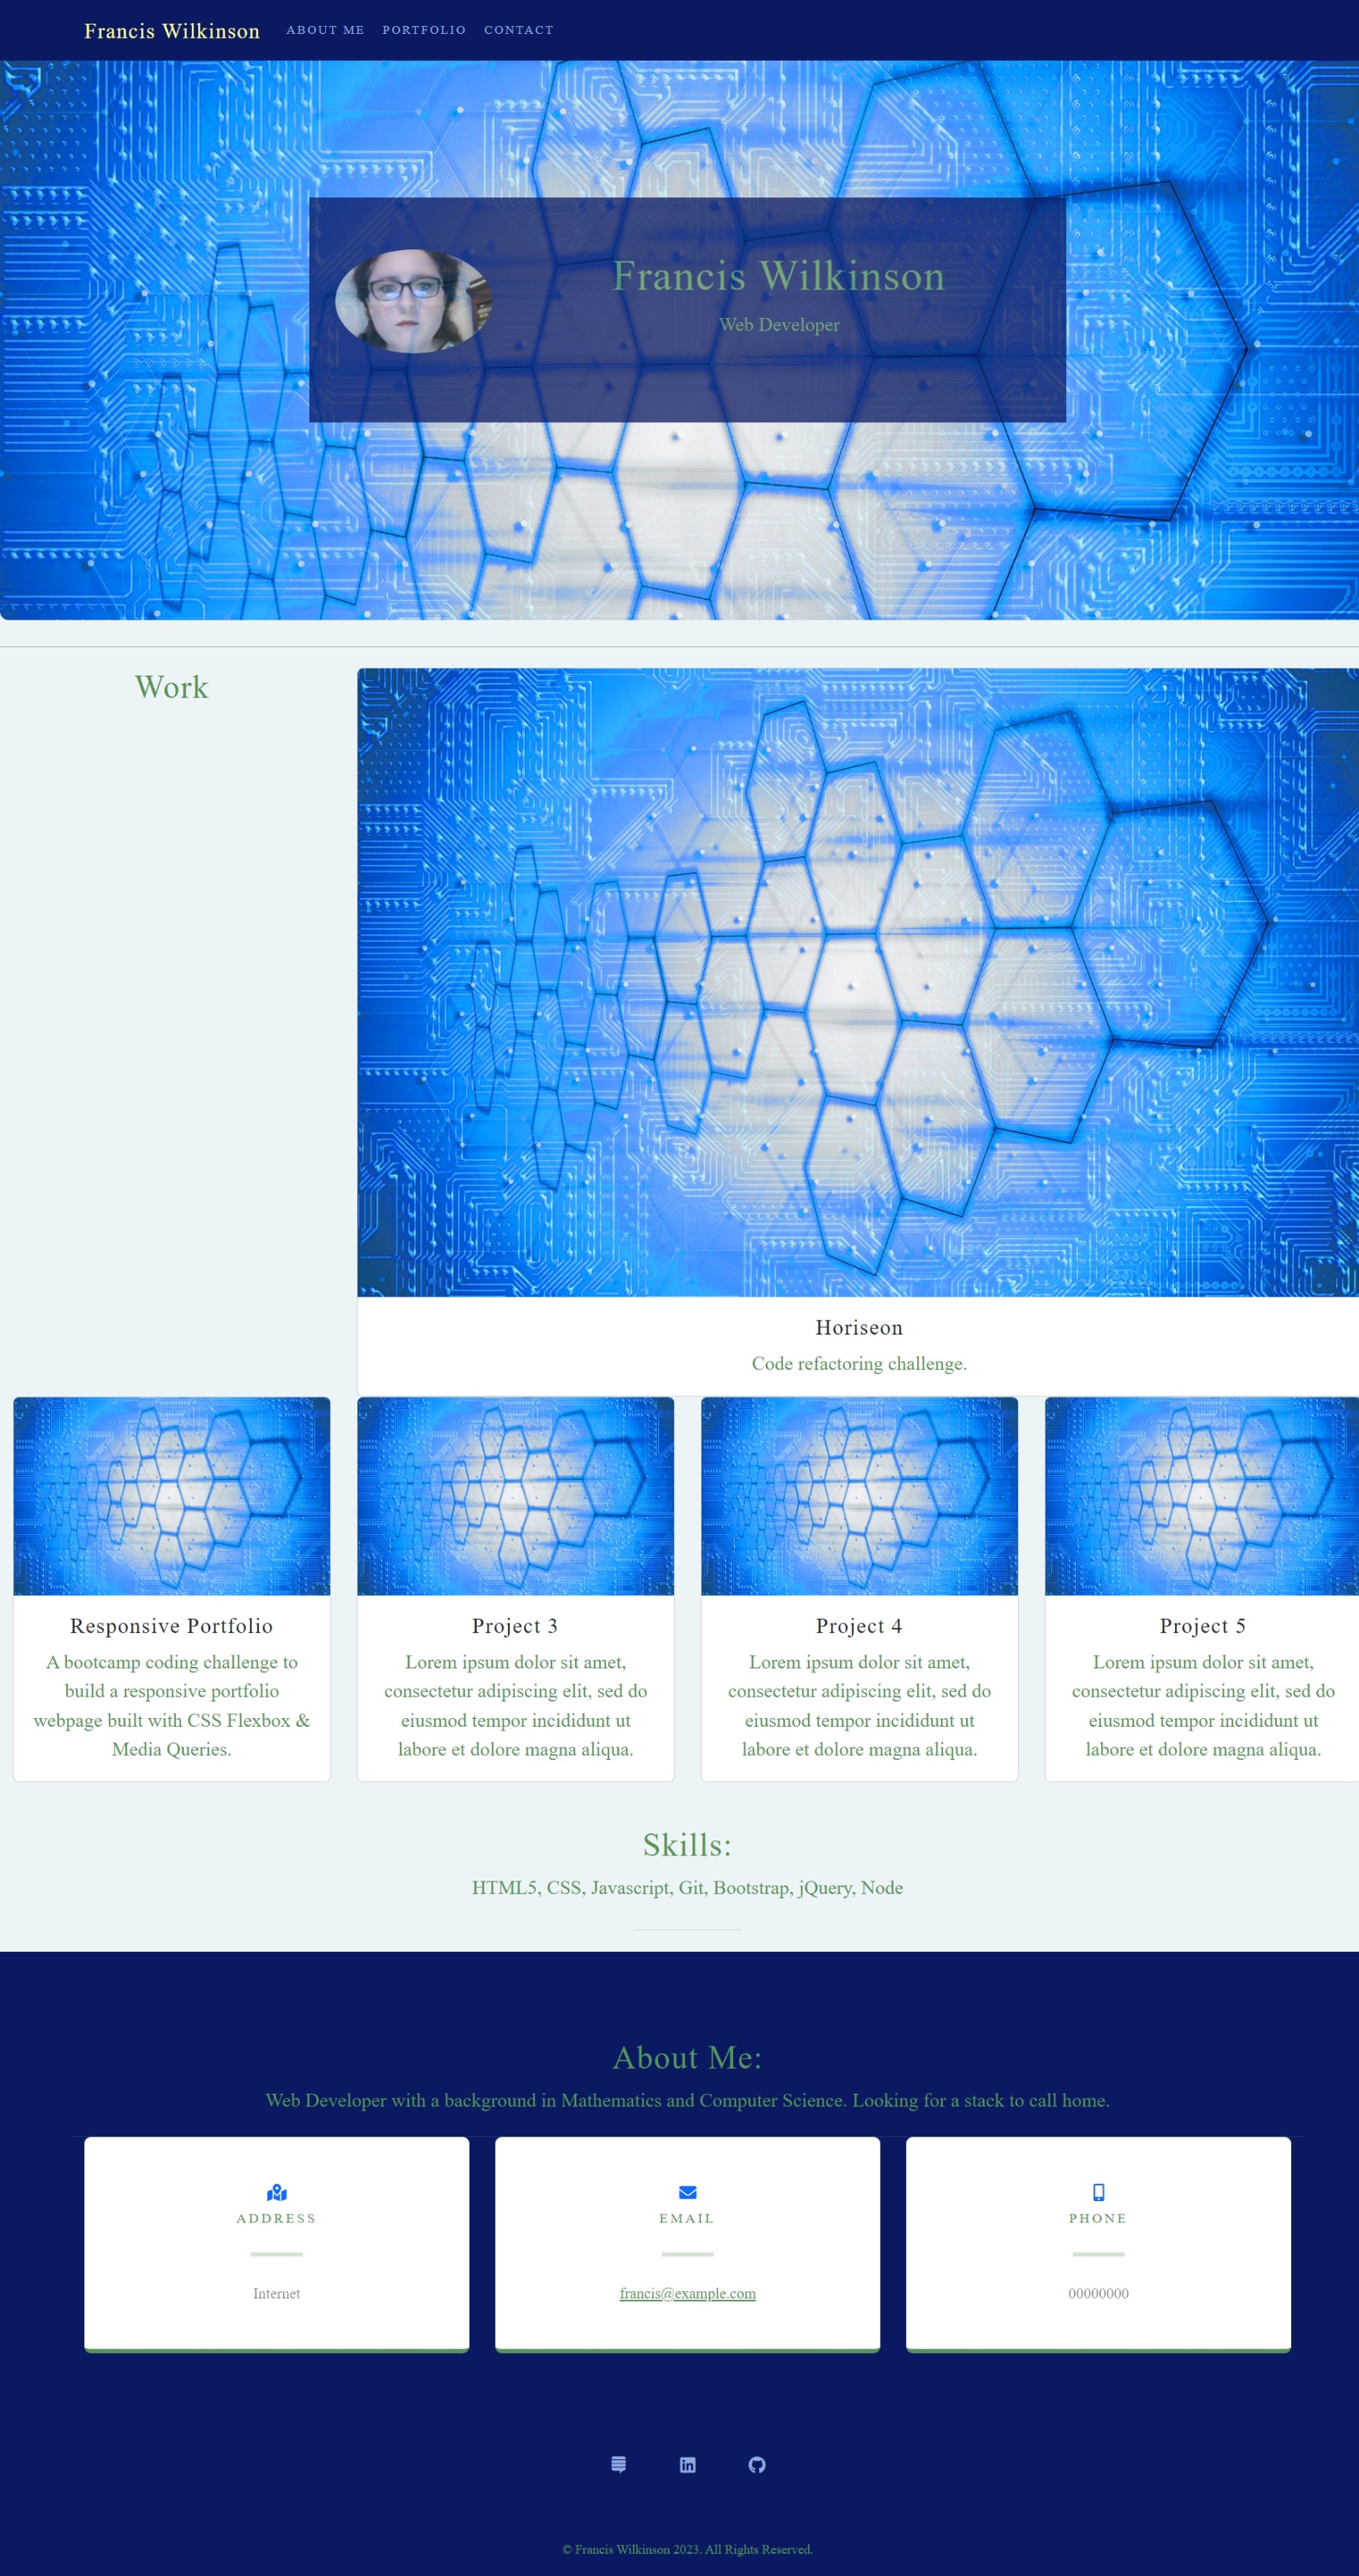 Francis Wilkinson
ABOUT ME
PORTFOLIO
CONTACT
Francis Wilkinson
Web Developer
Work
Horiseon
Code refactoring challenge.
Responsive Portfolio
A bootcamp coding challenge to
build a responsive portfolio
webpage built with CSS Flexbox &
Media Queries.
Project 3
Lorem ipsum dolor sit amet,
consectetur adipiscing elit, sed do
eiusmod tempor incididunt ut
labore et dolore magna aliqua.
Project 4
Lorem ipsum dolor sit amet,
consectetur adipiscing elit, sed do
eiusmod tempor incididunt ut
labore et dolore magna aliqua.
Project 5
Lorem ipsum dolor sit amet,
consectetur adipiscing elit, sed do
eiusmod tempor incididunt ut
labore et dolore magna aliqua.
Skills:
HTML5, CSS, Javascript, Git, Bootstrap, jQuery, Node
About Me:
Web Developer with a background in Mathematics and Computer Science. Looking for a stack to call home.
ADDRESS
Internet
EMAIL
francis@example.com
PHONE
00000000
© Francis Wilkinson 2023. All Rights Reserved.